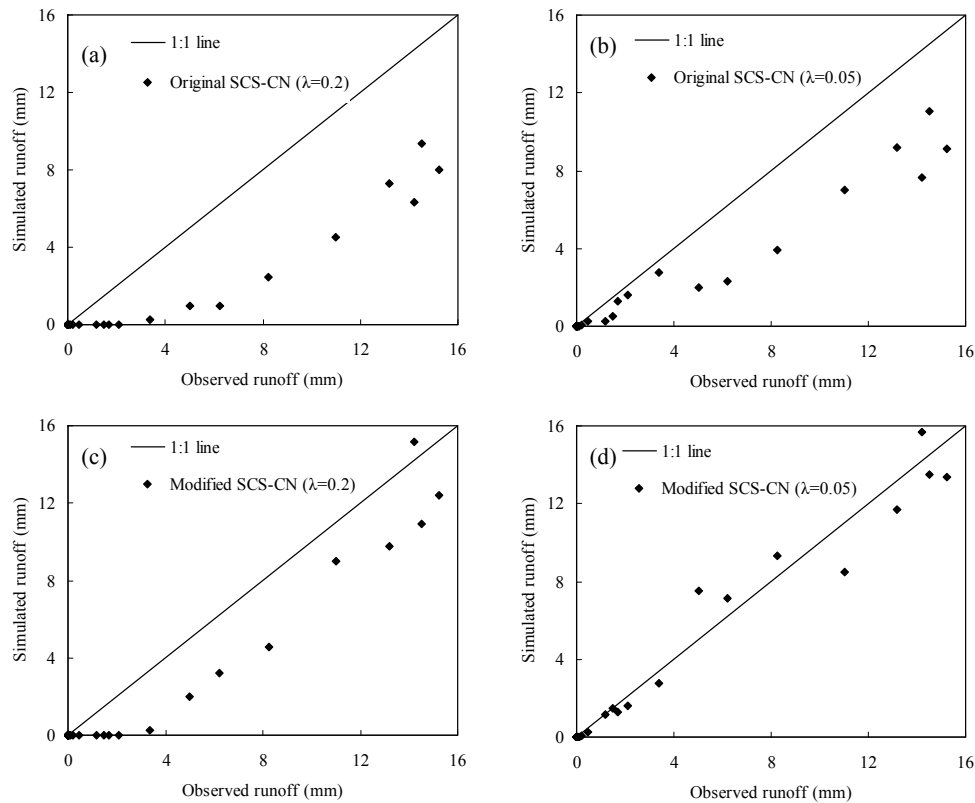 (a)
1:1 line
Original SCS-CN (λ=0.2)
Simulated runoff (mm)
16
12
8
4
0
0 4 8 12 16
Observed runoff (mm)
(b)
1:1 line
Original SCS-CN (λ=0.05)
Simulated runoff (mm)
16
12
8
4
0
0 4 8 12 16
Observed runoff (mm)
(c)
1:1 line
Modified SCS-CN (λ=0.2)
Simulated runoff (mm)
16
12
8
4
0
0 4 8 12 16
Observed runoff (mm)
(d)
1:1 line
Modified SCS-CN (λ=0.05)
Simulated runoff (mm)
16
12
8
4
0
0 4 8 12 16
Observed runoff (mm)